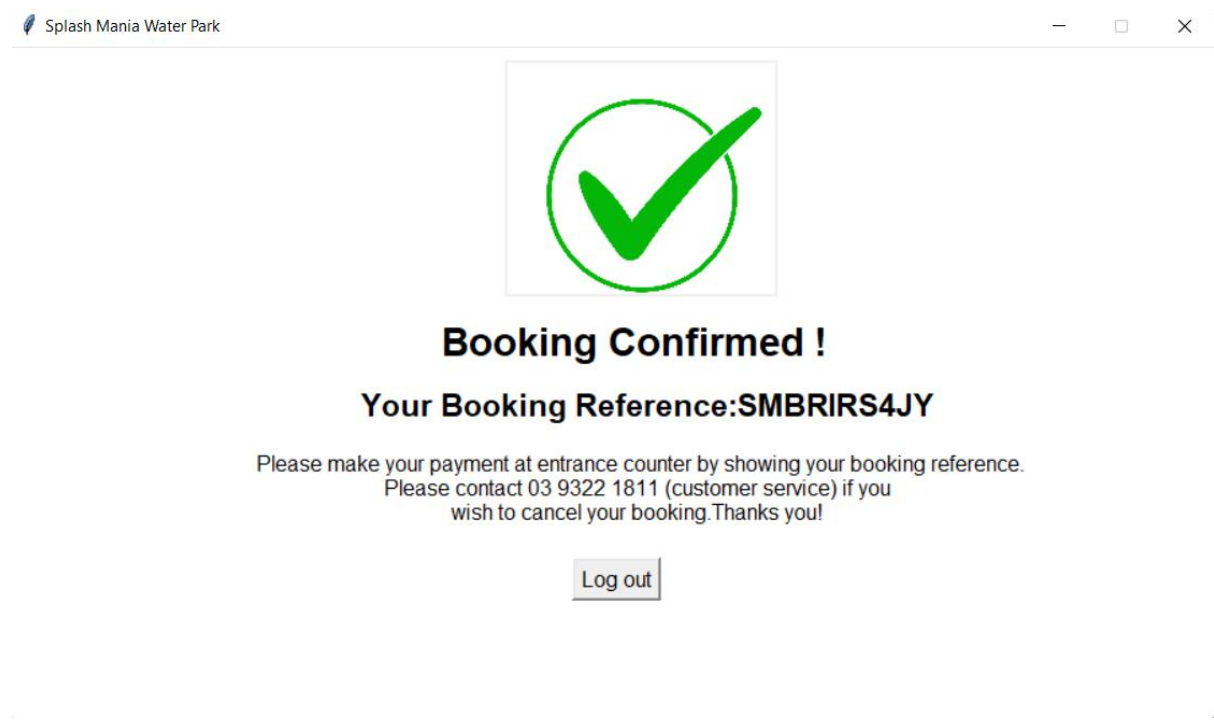 Splash Mania Water Park
Booking Confirmed !
Your Booking Reference:SMBRIRS4JY
Please make your payment at entrance counter by showing your booking reference.
Please contact 03 9322 1811 (customer service) if you
wish to cancel your booking.Thanks you!
Log out